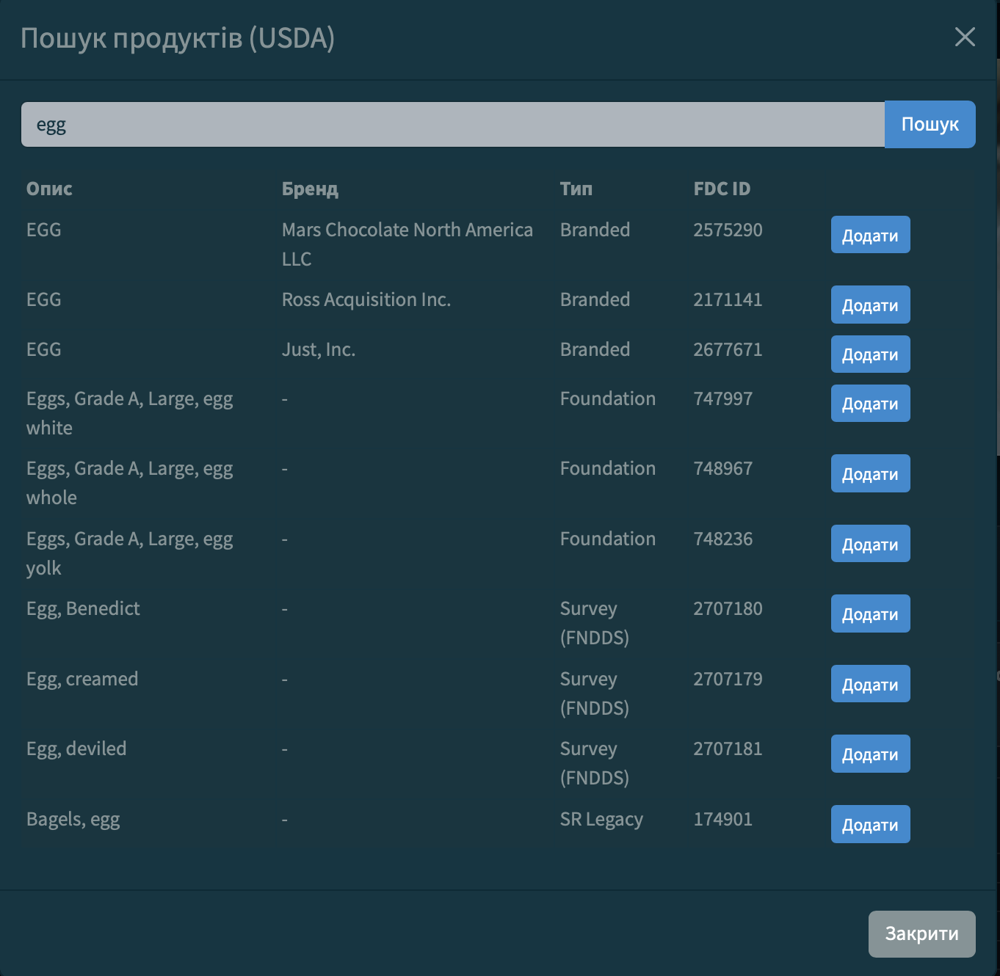 Пошук продуктів (USDA)
egg
Пошук
Опис Бренд Тип FDC ID
EGG Mars Chocolate North America Branded 2575290 Додати
LLC
EGG Ross Acquisition Inc. Branded 2171141 Додати
EGG Just, Inc. Branded 2677671 Додати
Eggs, Grade A, Large, egg - Foundation 747997 Додати
white
Eggs, Grade A, Large, egg - Foundation 748967 Додати
whole
Eggs, Grade A, Large, egg - Foundation 748236 Додати
yolk
Egg, Benedict - Survey 2707180 Додати
(FNDDS)
Egg, creamed - Survey 2707179 Додати
(FNDDS)
Egg, deviled - Survey 2707181 Додати
(FNDDS)
Bagels, egg - SR Legacy 174901 Додати
Закрити